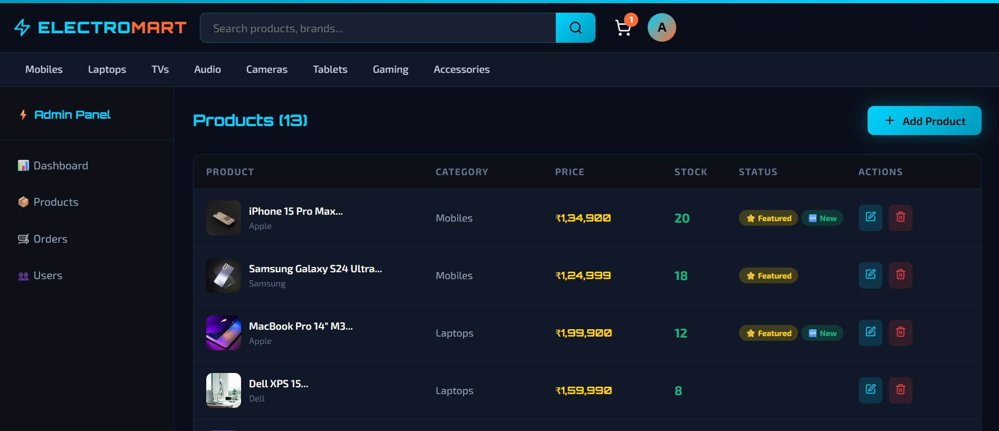 ELECTROMART
Search products, brands...
1
A
Mobiles Laptops TVs Audio Cameras Tablets Gaming Accessories
Admin Panel
Dashboard
Products
Orders
Users
Products (13)
+ Add Product
PRODUCT CATEGORY PRICE STOCK STATUS ACTIONS
iPhone 15 Pro Max...
Apple
Mobiles ₹1,34,900 20 Featured NEW New
Samsung Galaxy S24 Ultra...
Samsung
Mobiles ₹1,24,999 18 Featured
MacBook Pro 14" M3...
Apple
Laptops ₹1,99,900 12 Featured NEW New
Dell XPS 15...
Dell
Laptops ₹1,59,990 8